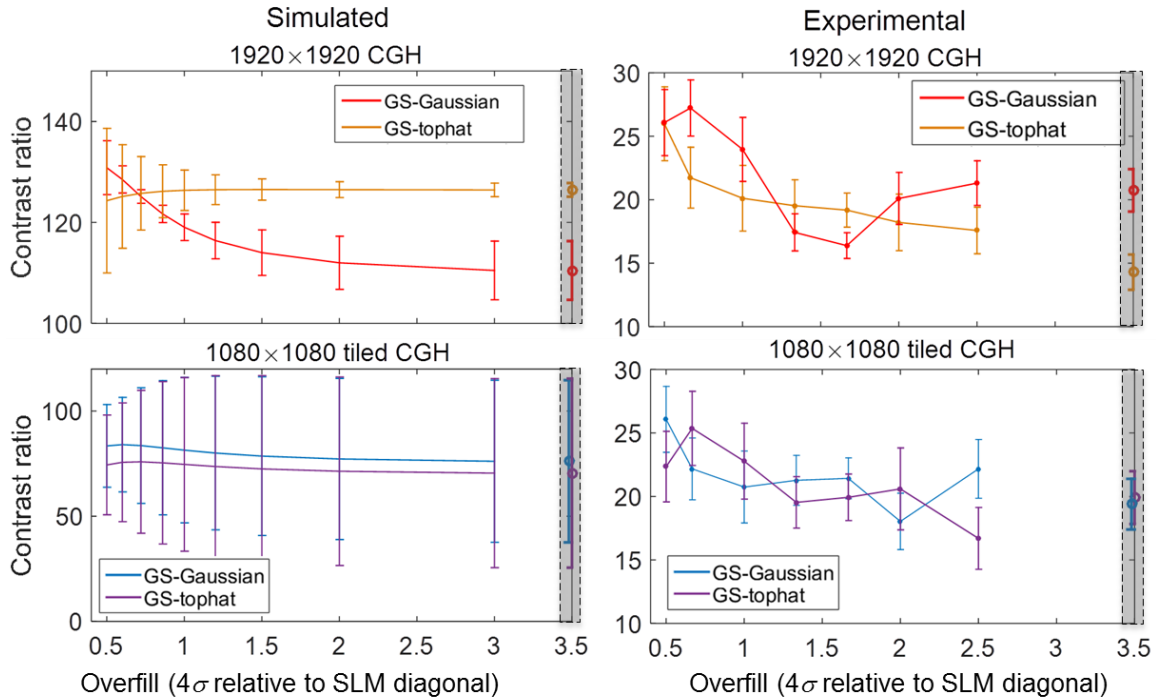 Simulated
Experimental
1920×1920 CGH
1920×1920 CGH
Contrast ratio
140
120
100
GS-Gaussian
GS-tophat
30
25
20
15
10
GS-Gaussian
GS-tophat
1080×1080 tiled CGH
1080×1080 tiled CGH
Contrast ratio
100
50
0
GS-Gaussian
GS-tophat
0.5 1 1.5 2 2.5 3 3.5
30
25
20
15
10
GS-Gaussian
GS-tophat
0.5 1 1.5 2 2.5 3 3.5
Overfill (4σ relative to SLM diagonal)
Overfill (4σ relative to SLM diagonal)